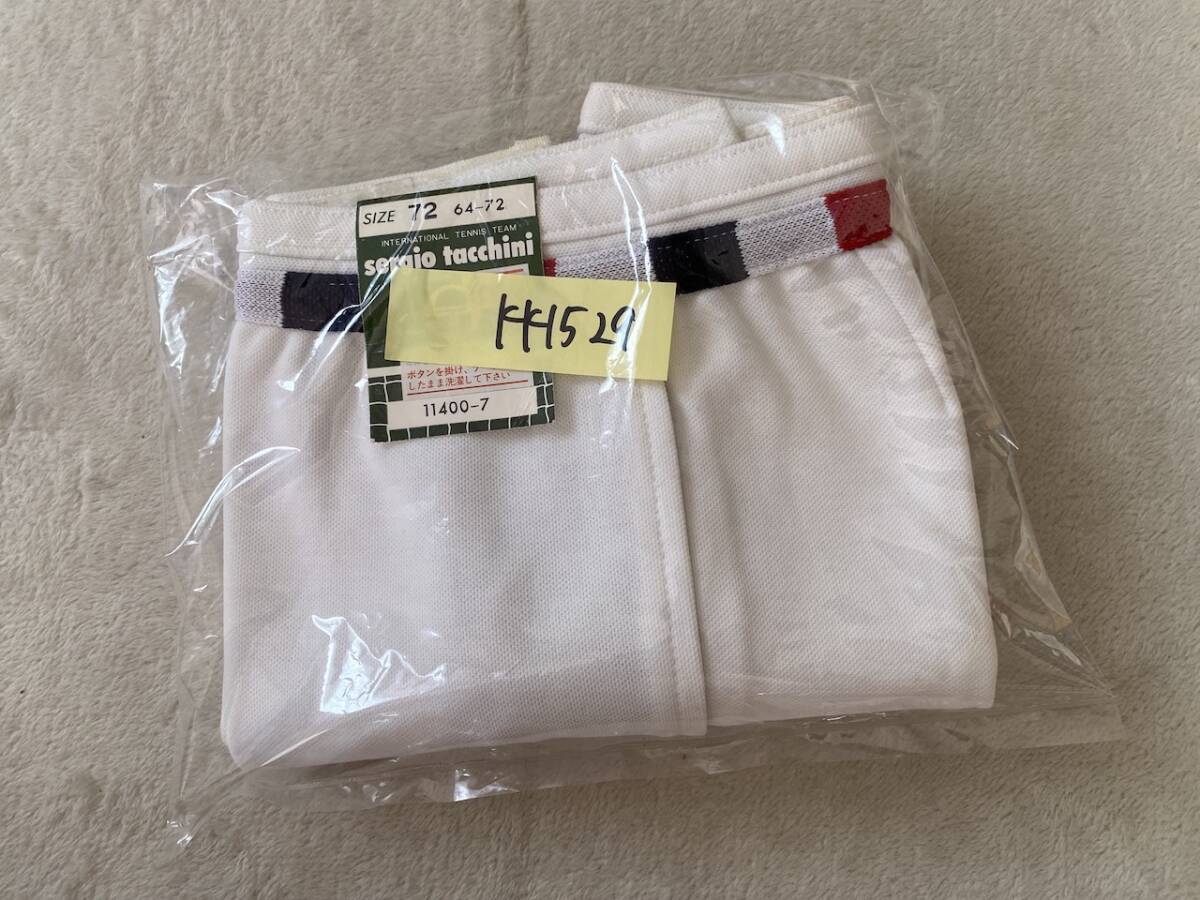 SIZE 72 64-72
INTERNATIONAL TENNIS TEAM
sergio tacchini
KK1529
ボタンを掛け、
したまま洗濯して下さい
11400-7